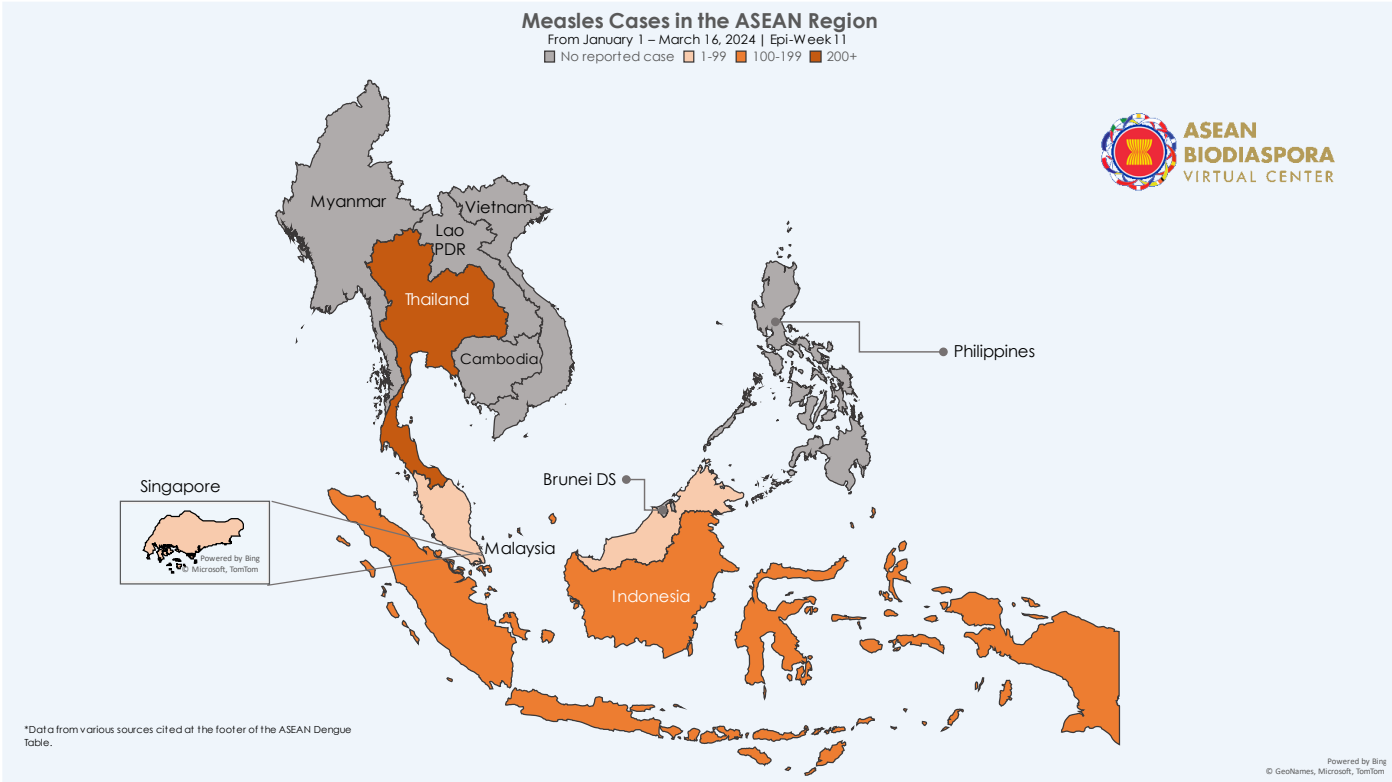 Measles Cases in the ASEAN Region
From January 1 – March 16, 2024 | Epi-Week 11
No reported case 1-99 100-199 200+
ASEAN
BIODIASPORA
VIRTUAL CENTER
Myanmar
Vietnam
Lao
PDR
Thailand
Cambodia
Philippines
Brunei DS
Singapore
Powered by Bing
© Microsoft, TomTom
Malaysia
Indonesia
*Data from various sources cited at the footer of the ASEAN Dengue
Table.
Powered by Bing
© GeoNames, Microsoft, TomTom